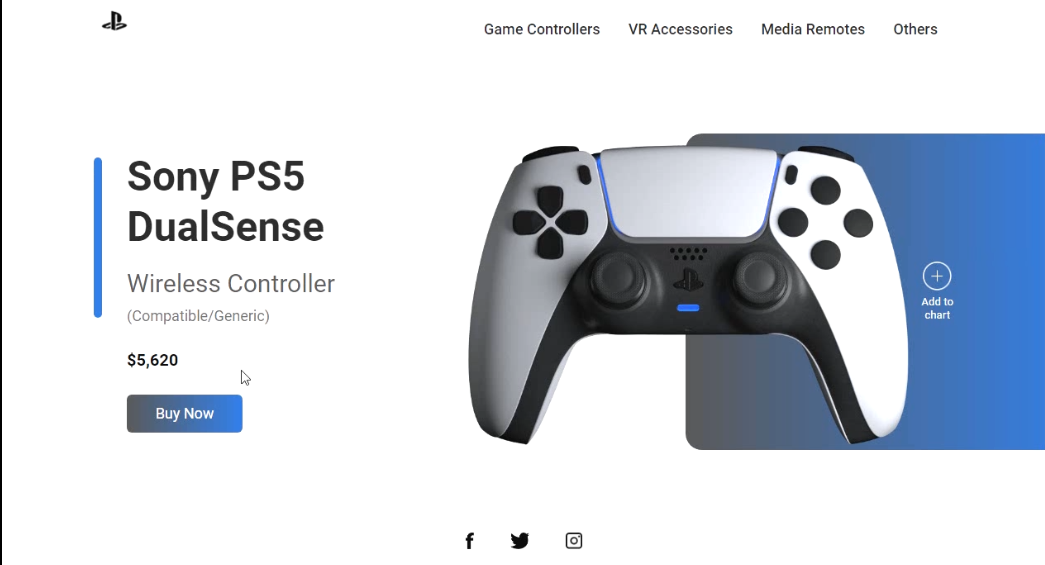 Game Controllers VR Accessories Media Remotes Others
Sony PS5
DualSense
Wireless Controller
(Compatible/Generic)
$5,620
Buy Now
Add to
chart